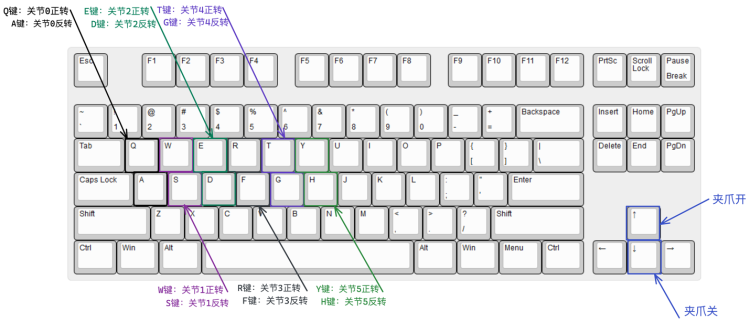 Q键：关节0正转 E键：关节2正转 T键：关节4正转
A键：关节0反转 D键：关节2反转 G键：关节4反转
Esc F1 F2 F3 F4 F5 F6 F7 F8 F9 F10 F11 F12 PrtSc Scroll Lock Pause Break
~ ` ! 1 @ 2 # 3 $ 4 % 5 ^ 6 & 7 * 8 ( 9 ) 0 _ - + = Backspace Insert Home PgUp
Tab Q W E R T Y U I O P { [ } ] | \ Delete End PgDn
Caps Lock A S D F G H J K L : ; " ' Enter
Shift Z X C B N M < , > . ? / Shift ↑
Ctrl Win Alt Alt Win Menu Ctrl ← ↓ →
夹爪开
W键：关节1正转 R键：关节3正转 Y键：关节5正转
S键：关节1反转 F键：关节3反转 H键：关节5反转
夹爪关